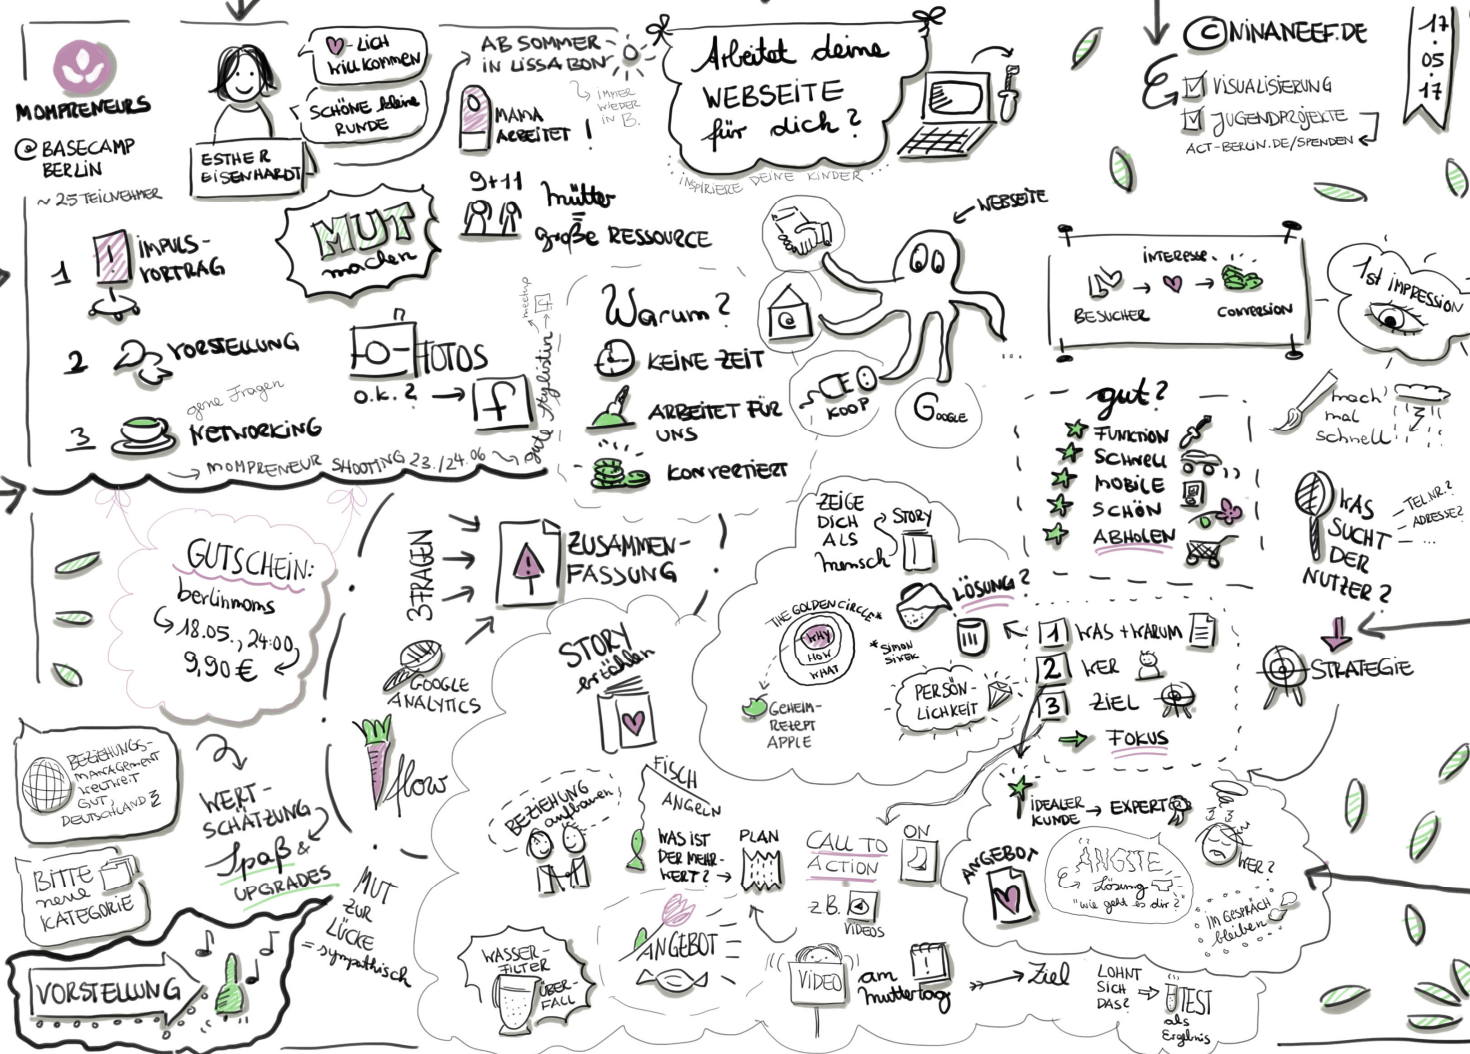 MOMPRENEURS
@ BASECAMP
BERLIN
~25 TEILNEHMER
♥-LICH
WILLKOMMEN
SCHÖNE kleine
RUNDE
ESTHER
EISENHARDT
AB SOMMER
IN LISSABON
IMMER
WIEDER
IN B.
MAMA
ARBEITET!
9+11
Mütter
=
große RESSOURCE
MUT
machen
1 IMPULS-
VORTRAG
2 VORSTELLUNG
3 NETWORKING
gene Fragen
FOTOS
O.K.? → f
→ MOMPRENEUR SHOOTING 23./24.06
gute Stylistin
meetup
Arbeitet deine
WEBSEITE
für dich?
... INSPIRIERE DEINE KINDER ...
WEBSEITE
@
KOOP
GOOGLE
...
Warum?
KEINE ZEIT
ARBEITET FÜR
UNS
KONVERTIERT
© NINANEEF.DE
VISUALISIERUNG
JUGENDPROJEKTE
ACT-BERLIN.DE/SPENDEN
17
05
17
INTERESSE
BESUCHER
CONVERSION
1st IMPRESSION
gut?
FUNKTION
SCHNELL
MOBILE
SCHÖN
ABHOLEN
mach'
mal
schnell
WAS
SUCHT
DER
NUTZER?
- TEL.NR.?
- ADRESSE?
- ...
STRATEGIE
GUTSCHEIN:
berlinmoms
18.05., 24:00
9,90 €
3 FRAGEN
ZUSAMMEN-
FASSUNG
GOOGLE
ANALYTICS
flow
STORY
erzählen
ZEIGE
DICH
ALS
Mensch
STORY
LÖSUNG?
THE GOLDEN CIRCLE*
WHY
HOW
WHAT
*SIMON
SINEK
GEHEIM-
REZEPT
APPLE
PERSÖN-
LICHKEIT
1 WAS + WARUM
2 WER
3 ZIEL
→ FOKUS
BEZIEHUNGS-
MANAGEMENT
WELTWEIT
GUT,
DEUTSCHLAND?
WERT-
SCHÄTZUNG
Spaß &
UPGRADES
BITTE
neue
KATEGORIE
VORSTELLUNG
MUT
ZUR
LÜCKE
= sympathisch
BEZIEHUNG
aufbauen
FISCH
ANGELN
WAS IST
DER MEHR-
WERT? →
PLAN
CALL TO
ACTION
ON
z.B. VIDEOS
WASSER-
FILTER
ÜBER-
FALL
ANGEBOT
VIDEO
am
Muttertag
Ziel
LOHNT
SICH
DAS?
TEST
als
Ergebnis
IDEALER
KUNDE
→ EXPERTE
ANGEBOT
ÄNGSTE
Lösung
"wie geht es dir?"
WER?
IM GESPRÄCH
bleiben